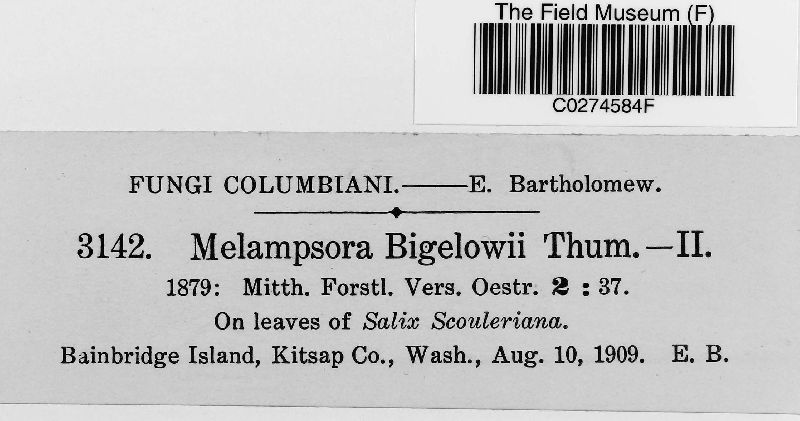 The Field Museum (F)
C0274584F
FUNGI COLUMBIANI.——E. Bartholomew.
3142. Melampsora Bigelowii Thum.—II.
1879: Mitth. Forstl. Vers. Oestr. 2 : 37.
On leaves of Salix Scouleriana.
Bainbridge Island, Kitsap Co., Wash., Aug. 10, 1909. E. B.